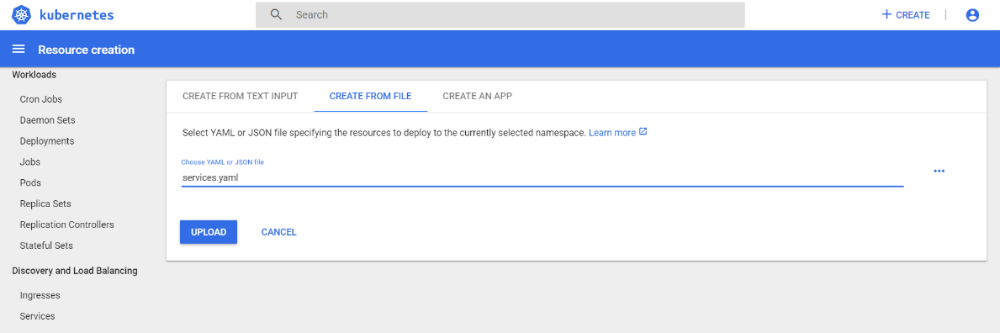 kubernetes
Search
CREATE
Resource creation
Workloads
Cron Jobs
Daemon Sets
Deployments
Jobs
Pods
Replica Sets
Replication Controllers
Stateful Sets
Discovery and Load Balancing
Ingresses
Services
CREATE FROM TEXT INPUT
CREATE FROM FILE
CREATE AN APP
Select YAML or JSON file specifying the resources to deploy to the currently selected namespace. Learn more
Choose YAML or JSON file
services.yaml
UPLOAD
CANCEL